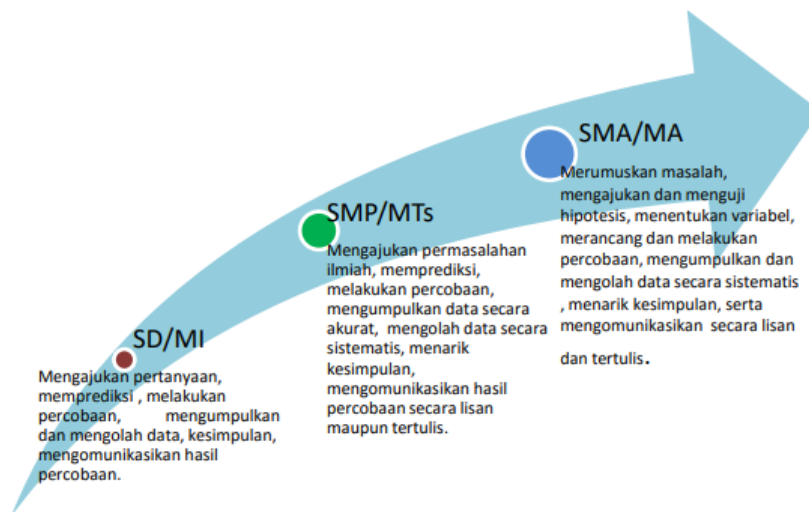 SD/MI
Mengajukan pertanyaan,
memprediksi , melakukan
percobaan, mengumpulkan
dan mengolah data, kesimpulan,
mengomunikasikan hasil
percobaan.
SMP/MTs
Mengajukan permasalahan
ilmiah, memprediksi,
melakukan percobaan,
mengumpulkan data secara
akurat, mengolah data secara
sistematis, menarik
kesimpulan,
mengomunikasikan hasil
percobaan secara lisan
maupun tertulis.
SMA/MA
Merumuskan masalah,
mengajukan dan menguji
hipotesis, menentukan variabel,
merancang dan melakukan
percobaan, mengumpulkan dan
mengolah data secara sistematis
, menarik kesimpulan, serta
mengomunikasikan secara lisan
dan tertulis.